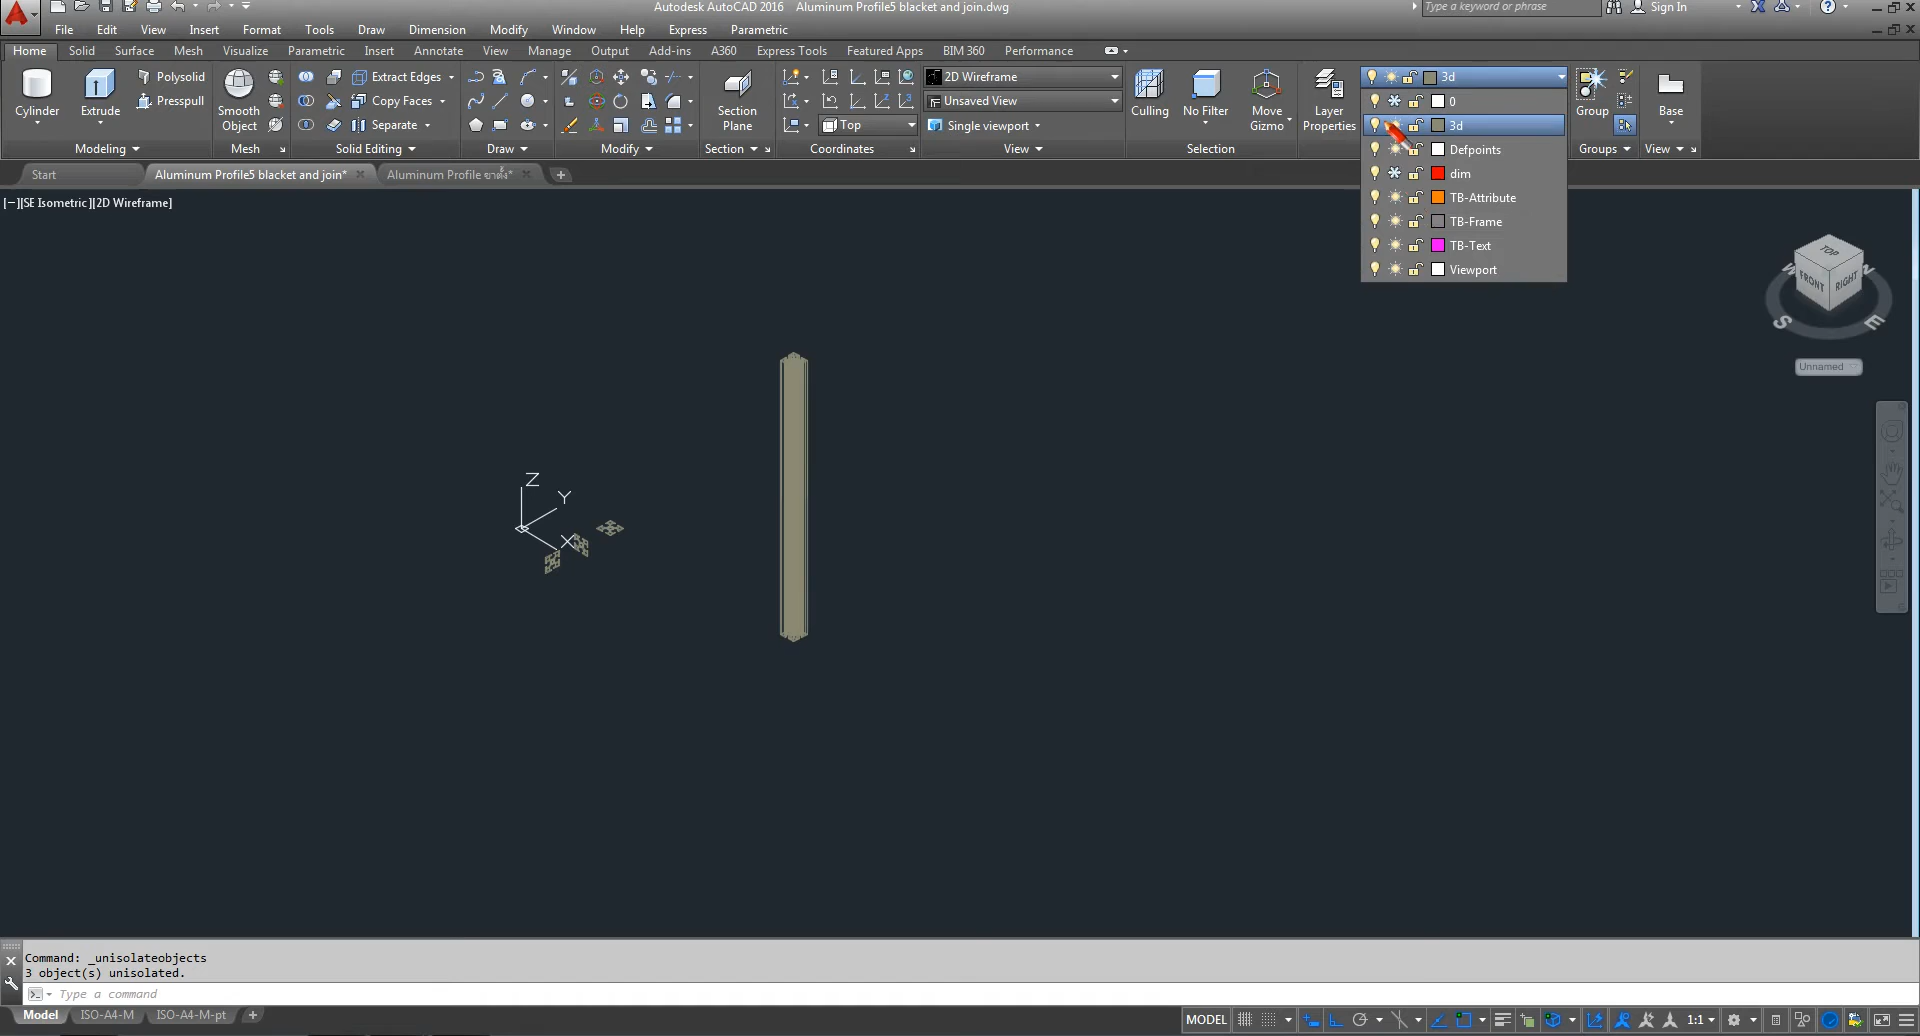 Autodesk AutoCAD 2016 Aluminum Profile5 blacket and join.dwg
Type a keyword or phrase
Sign In
File Edit View Insert Format Tools Draw Dimension Modify Window Help Express Parametric
Home Solid Surface Mesh Visualize Parametric Insert Annotate View Manage Output Add-ins A360 Express Tools Featured Apps BIM 360 Performance
Cylinder
Extrude
Polysolid
Presspull
Smooth Object
Extract Edges
Copy Faces
Separate
Section Plane
Top
2D Wireframe
Unsaved View
Single viewport
Culling
No Filter
Move Gizmo
Layer Properties
3d
0
3d
Defpoints
dim
TB-Attribute
TB-Frame
TB-Text
Viewport
Group
Base
Modeling Mesh Solid Editing Draw Modify Section Coordinates View Selection Groups View
Start Aluminum Profile5 blacket and join* Aluminum Profile ขาตั้ง*
[−][SE Isometric][2D Wireframe]
TOP
FRONT
RIGHT
W
N
S
E
Unnamed
Z
Y
X
Command: _unisolateobjects
3 object(s) unisolated.
Type a command
Model ISO-A4-M ISO-A4-M-pt
MODEL 1:1